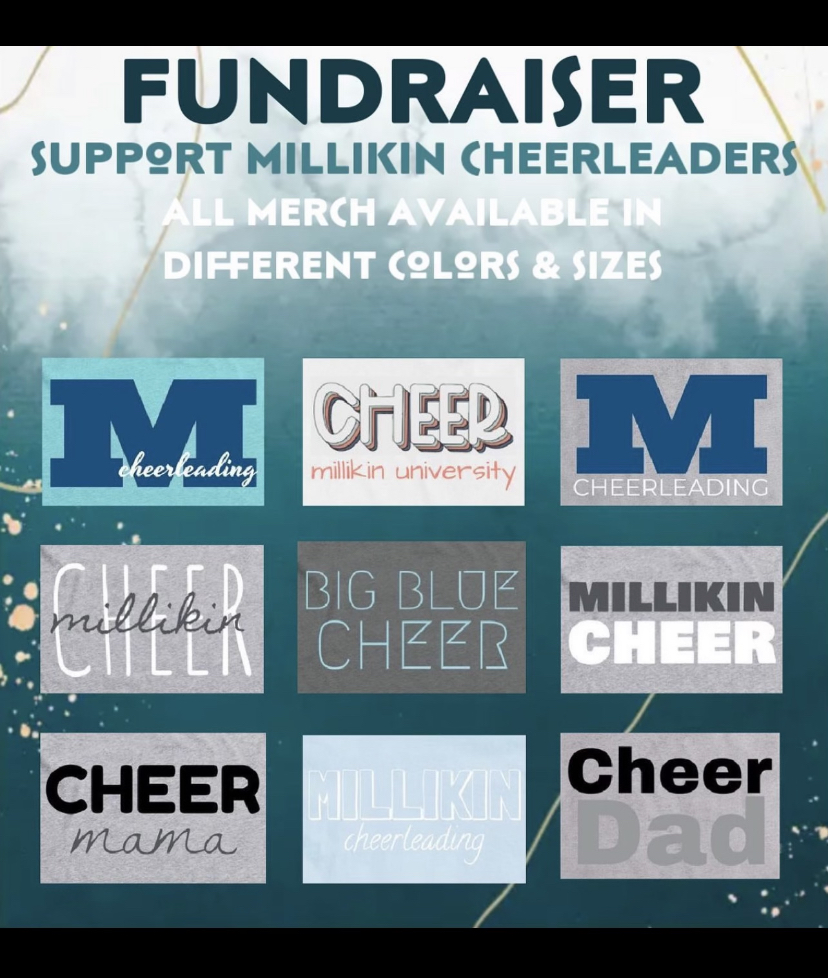 FUNDRAISER
SUPPORT MILLIKIN CHEERLEADERS
ALL MERCH AVAILABLE IN
DIFFERENT COLORS & SIZES
M
cheerleading
CHEER
millikin university
M
CHEERLEADING
CHEER
millikin
BIG BLUE
CHEER
MILLIKIN
CHEER
CHEER
mama
MILLIKIN
cheerleading
Cheer
Dad